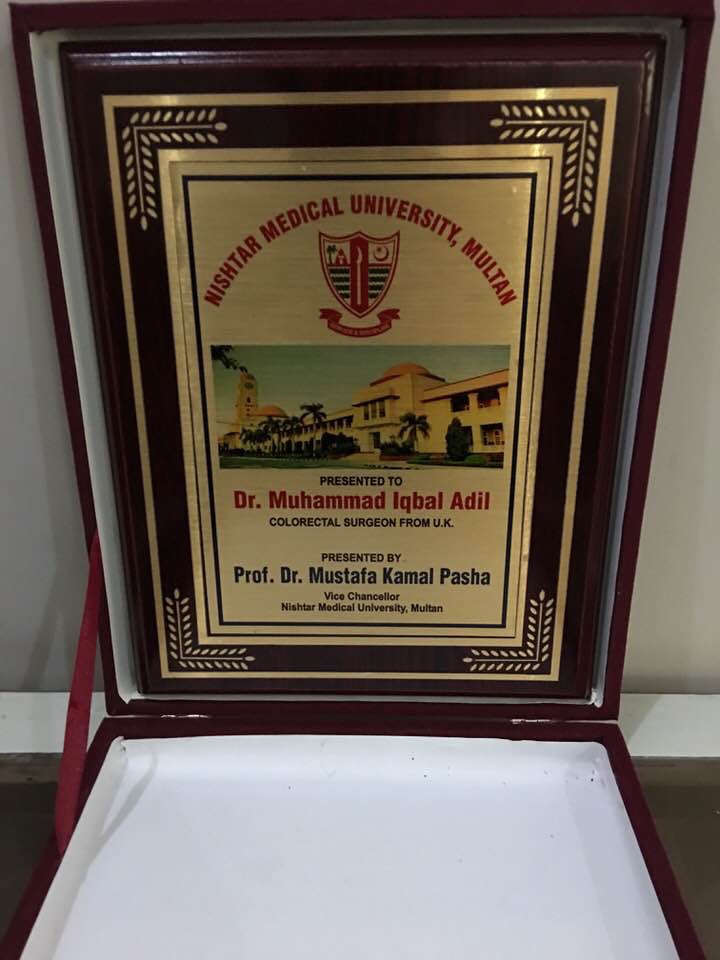 NISHTAR MEDICAL UNIVERSITY, MULTAN
PRESENTED TO
Dr. Muhammad Iqbal Adil
COLORECTAL SURGEON FROM U.K.
PRESENTED BY
Prof. Dr. Mustafa Kamal Pasha
Vice Chancellor
Nishtar Medical University, Multan